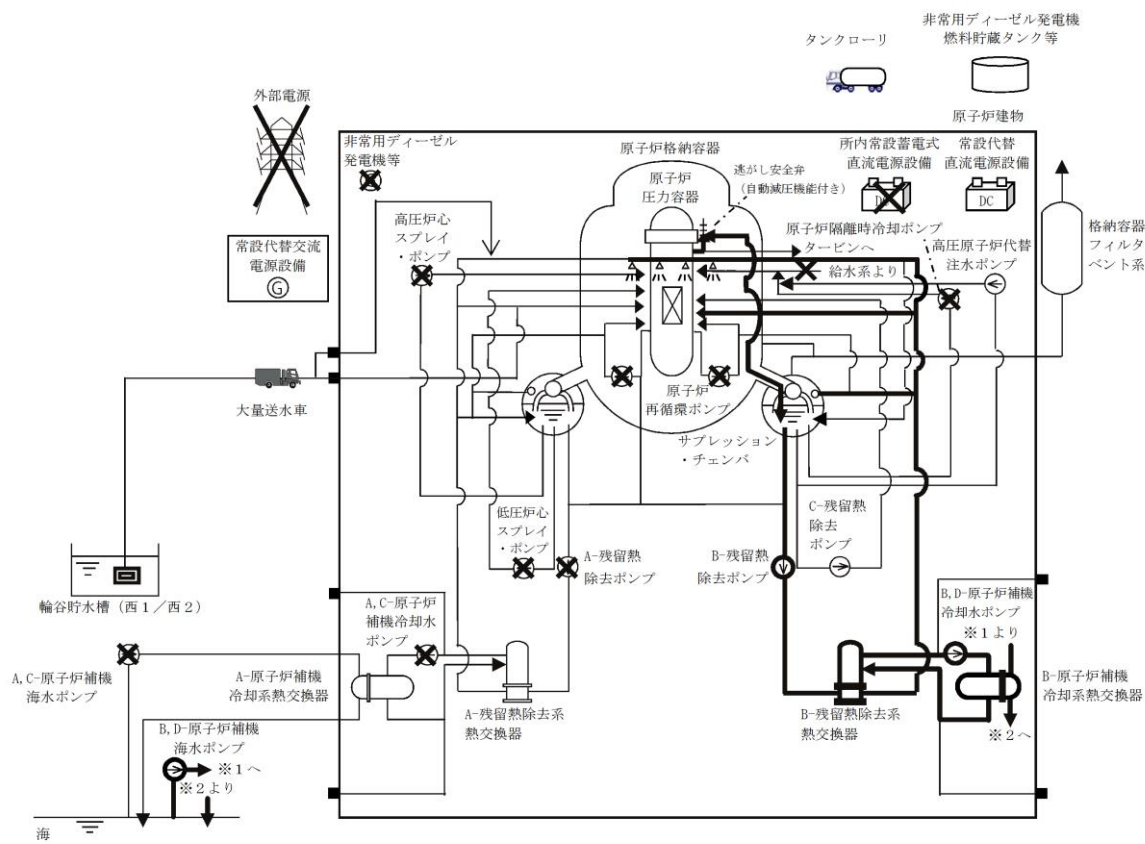 タンクローリ
非常用ディーゼル発電機
燃料貯蔵タンク等
外部電源
原子炉建物
非常用ディーゼル
発電機等
原子炉格納容器
原子炉
圧力容器
逃がし安全弁
(自動減圧機能付き)
所内常設蓄電式
直流電源設備
常設代替
直流電源設備
DC
高圧炉心
スプレイ
・ポンプ
原子炉隔離時冷却ポンプ
タービンへ
高圧原子炉代替
注水ポンプ
給水系より
格納容器
フィルタ
ベント系
常設代替交流
電源設備
G
大量送水車
原子炉
再循環ポンプ
サプレッション
・チェンバ
低圧炉心
スプレイ
・ポンプ
A-残留熱
除去ポンプ
B-残留熱
除去ポンプ
C-残留熱
除去
ポンプ
輪谷貯水槽(西1/西2)
A,C-原子炉
補機冷却水
ポンプ
B,D-原子炉補機
冷却水ポンプ
※1より
A,C-原子炉補機
海水ポンプ
A-原子炉補機
冷却系熱交換器
A-残留熱除去系
熱交換器
B-残留熱除去系
熱交換器
B-原子炉補機
冷却系熱交換器
※2へ
B,D-原子炉補機
海水ポンプ
※1へ
※2より
海